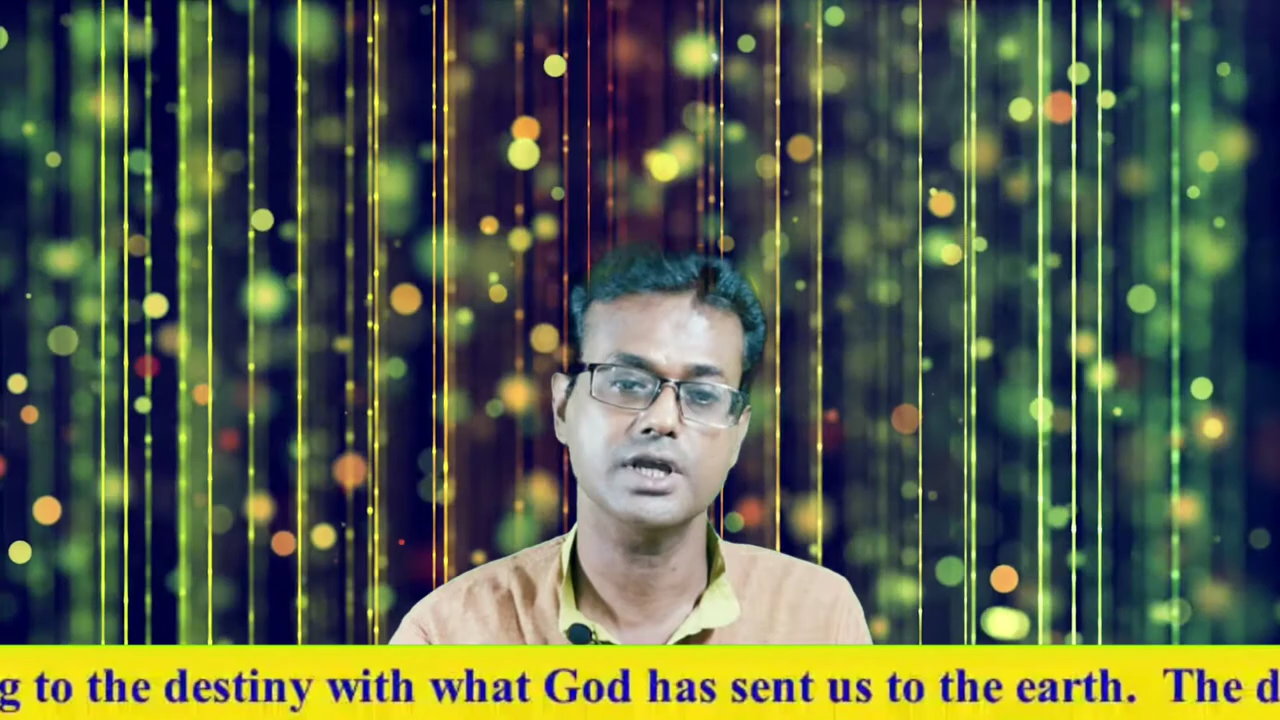 to the destiny with what God has sent us to the earth. The